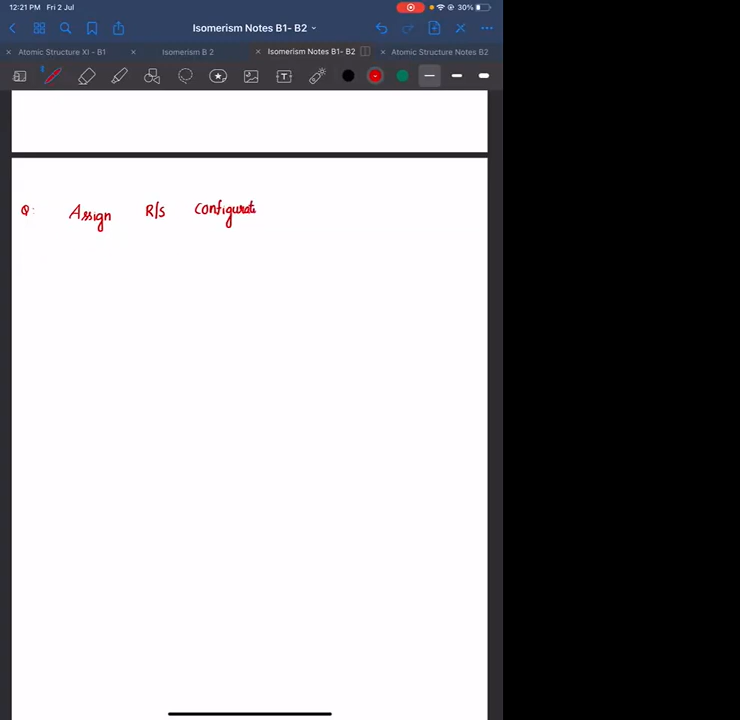 12:21 PM Fri 2 Jul
30%
Isomerism Notes B1- B2
Atomic Structure XI - B1
Isomerism B 2
Isomerism Notes B1- B2
Atomic Structure Notes B2
T
Q: Assign R/S Configurati